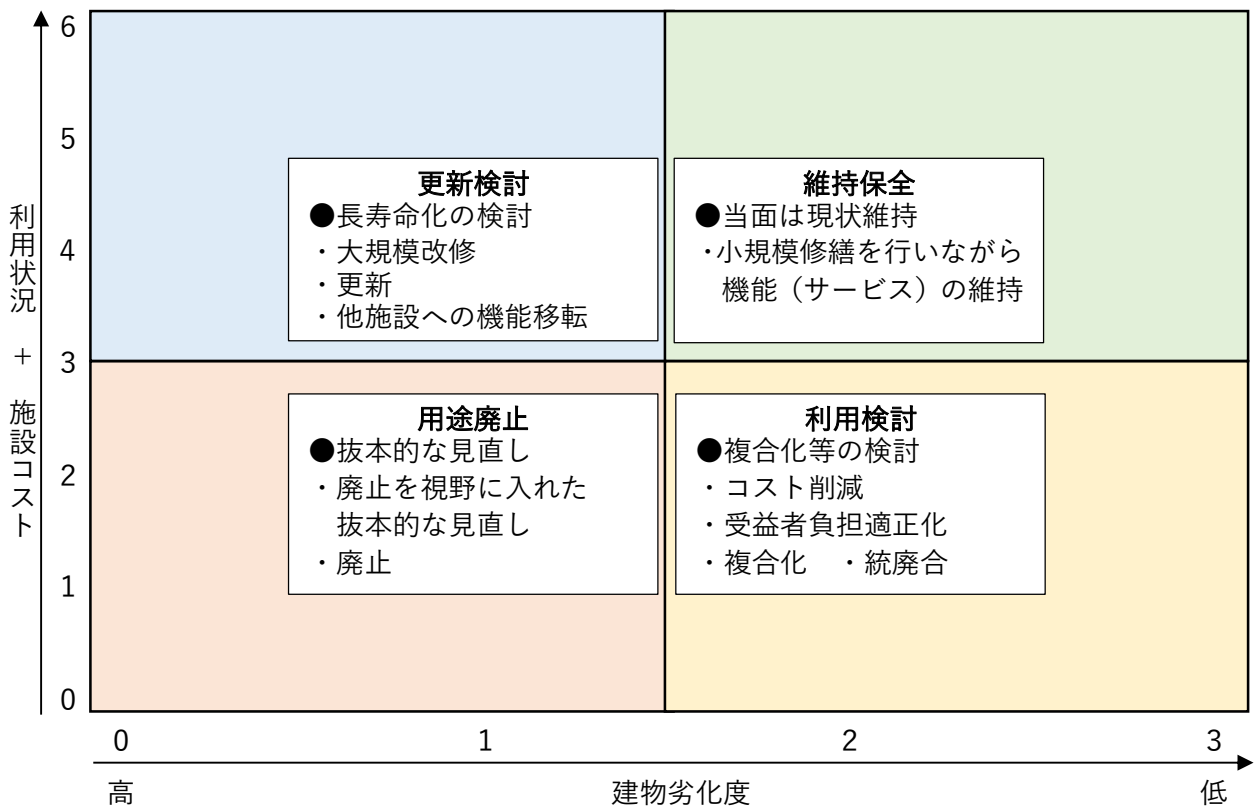 6
5
4
3
2
1
0
利用状況 + 施設コスト
更新検討
●長寿命化の検討
・大規模改修
・更新
・他施設への機能移転
維持保全
●当面は現状維持
・小規模修繕を行いながら
機能（サービス）の維持
用途廃止
●抜本的な見直し
・廃止を視野に入れた
抜本的な見直し
・廃止
利用検討
●複合化等の検討
・コスト削減
・受益者負担適正化
・複合化　・統廃合
0 1 2 3
高 建物劣化度 低